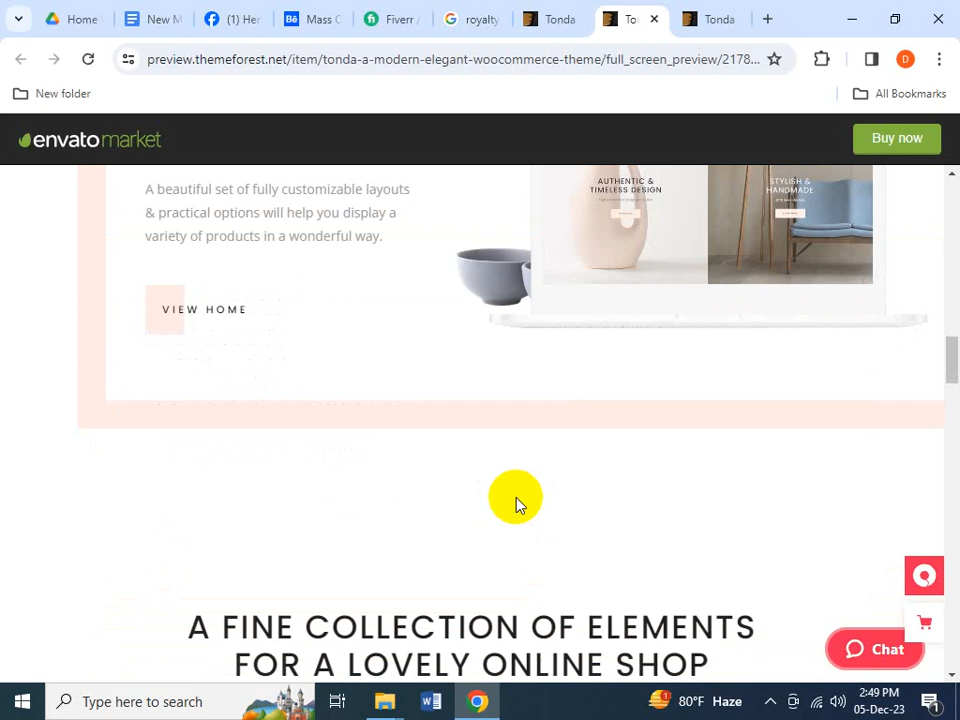 Home
New M
(1) Her
Mass C
Fiverr /
royalty
Tonda
To
Tonda
preview.themeforest.net/item/tonda-a-modern-elegant-woocommerce-theme/full_screen_preview/2178...
D
New folder
All Bookmarks
envatomarket
Buy now
A beautiful set of fully customizable layouts
& practical options will help you display a
variety of products in a wonderful way.
VIEW HOME
AUTHENTIC &
TIMELESS DESIGN
STYLISH &
HANDMADE
A FINE COLLECTION OF ELEMENTS
FOR A LOVELY ONLINE SHOP
Chat
Type here to search
80°F Haze
2:49 PM
05-Dec-23
1